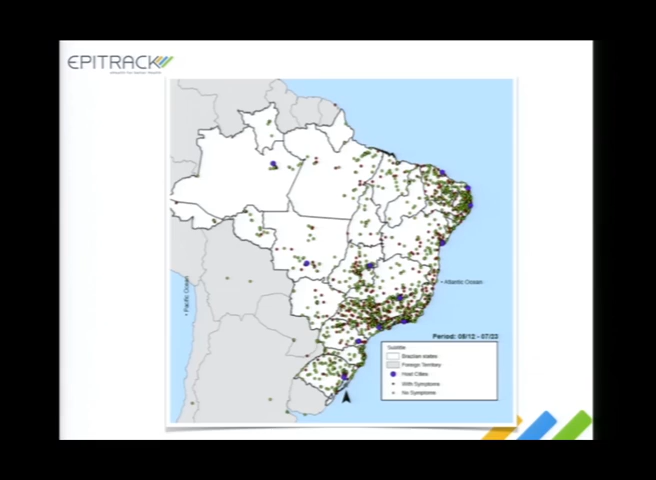 EPITRACK
Pacific Ocean
Atlantic Ocean
Period: 06/12 - 07/23
Subtitle
Brazilian states
Foreign Territory
Host Cities
With Symptoms
No Symptoms